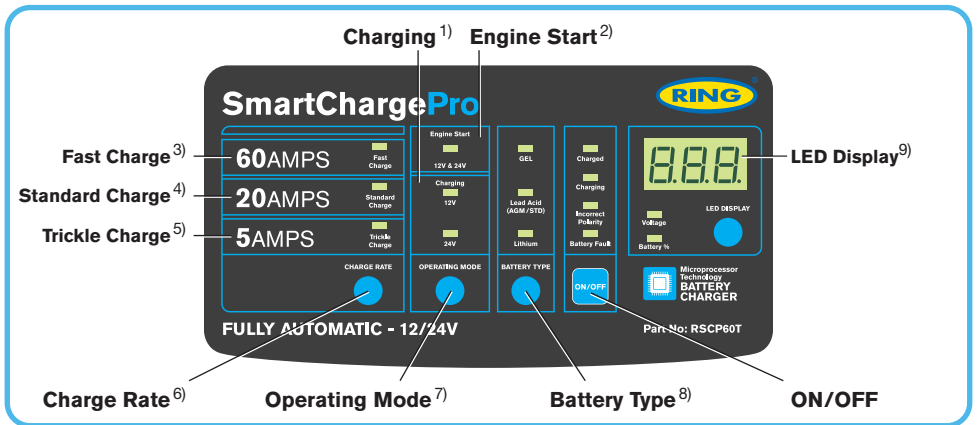 Charging 1) Engine Start 2)
SmartChargePro
RING
Fast Charge 3)
60AMPS
Fast Charge
Standard Charge 4)
20AMPS
Standard Charge
Trickle Charge 5)
5AMPS
Trickle Charge
CHARGE RATE
Engine Start
12V & 24V
Charging
12V
24V
OPERATING MODE
GEL
Lead Acid
(AGM/STD)
Lithium
BATTERY TYPE
Charged
Charging
Incorrect
Polarity
Battery Fault
ON/OFF
8.8.8.
LED Display 9)
LED DISPLAY
Voltage
Battery %
Microprocessor
Technology
BATTERY
CHARGER
FULLY AUTOMATIC - 12/24V
Part No: RSCP60T
Charge Rate 6) Operating Mode 7) Battery Type 8) ON/OFF